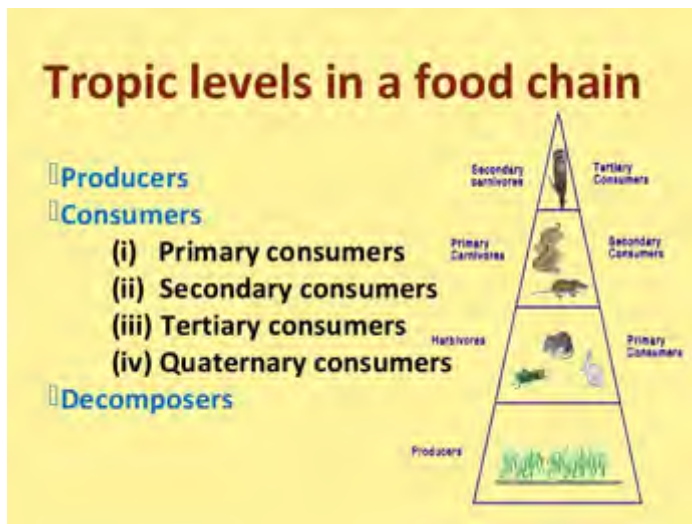 Tropic levels in a food chain
Producers
Consumers
(i) Primary consumers
(ii) Secondary consumers
(iii) Tertiary consumers
(iv) Quaternary consumers
Decomposers
Secondary
carnivores
Tertiary
Consumers
Primary
Carnivores
Secondary
Consumers
Herbivores
Primary
Consumers
Producers